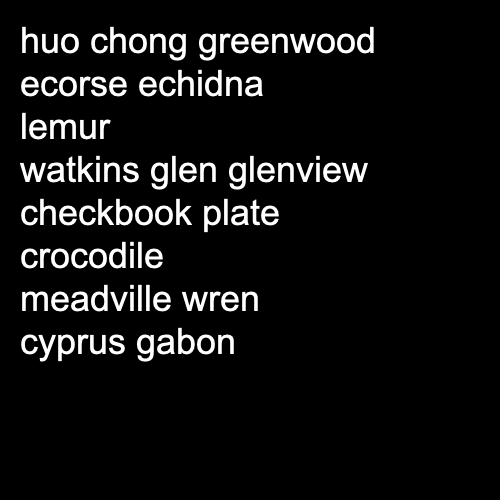 huo chong greenwood
ecorse echidna
lemur
watkins glen glenview
checkbook plate
crocodile
meadville wren
cyprus gabon